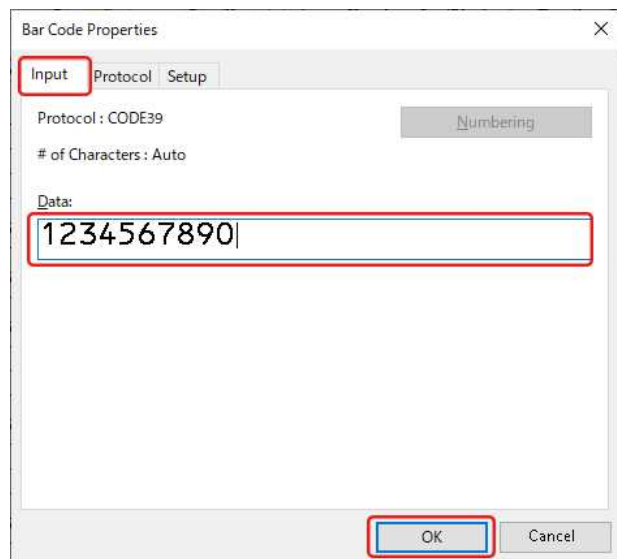 Bar Code Properties
Input Protocol Setup
Protocol : CODE39
Numbering
# of Characters : Auto
Data:
1234567890
OK Cancel